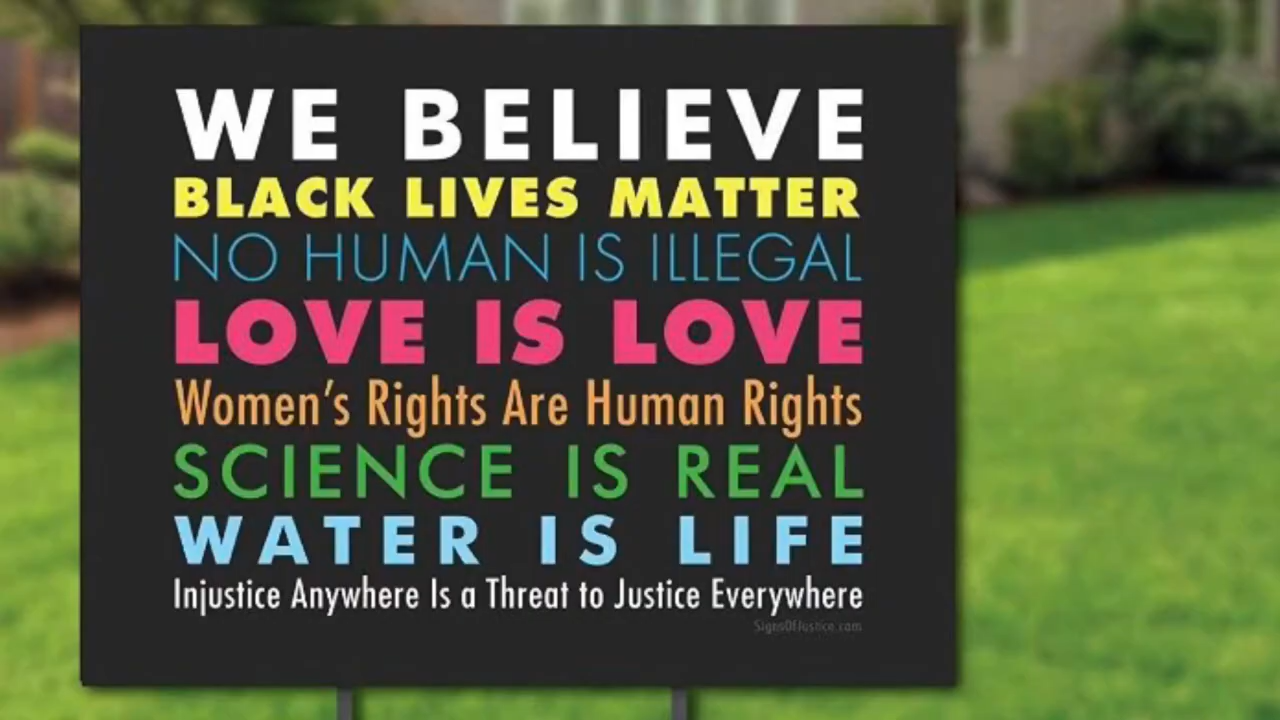 WE BELIEVE
BLACK LIVES MATTER
NO HUMAN IS ILLEGAL
LOVE IS LOVE
Women's Rights Are Human Rights
SCIENCE IS REAL
WATER IS LIFE
Injustice Anywhere Is a Threat to Justice Everywhere
SignsOfJustice.com